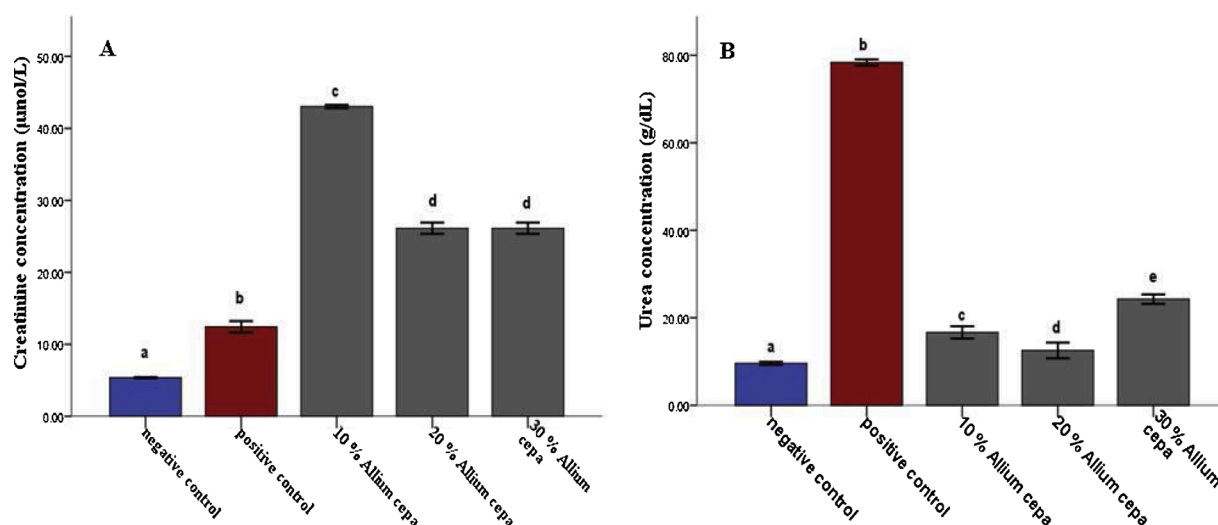 A
Creatinine concentration (µmol/L)
50.00
40.00
30.00
20.00
10.00
0.00
a
b
c
d
d
negative control
positive control
10 % Allium cepa
20 % Allium cepa
30 % Allium
cepa
B
Urea concentration (g/dL)
80.00
60.00
40.00
20.00
0.00
a
b
c
d
e
negative control
positive control
10 % Allium cepa
20 % Allium cepa
30 % Allium
cepa